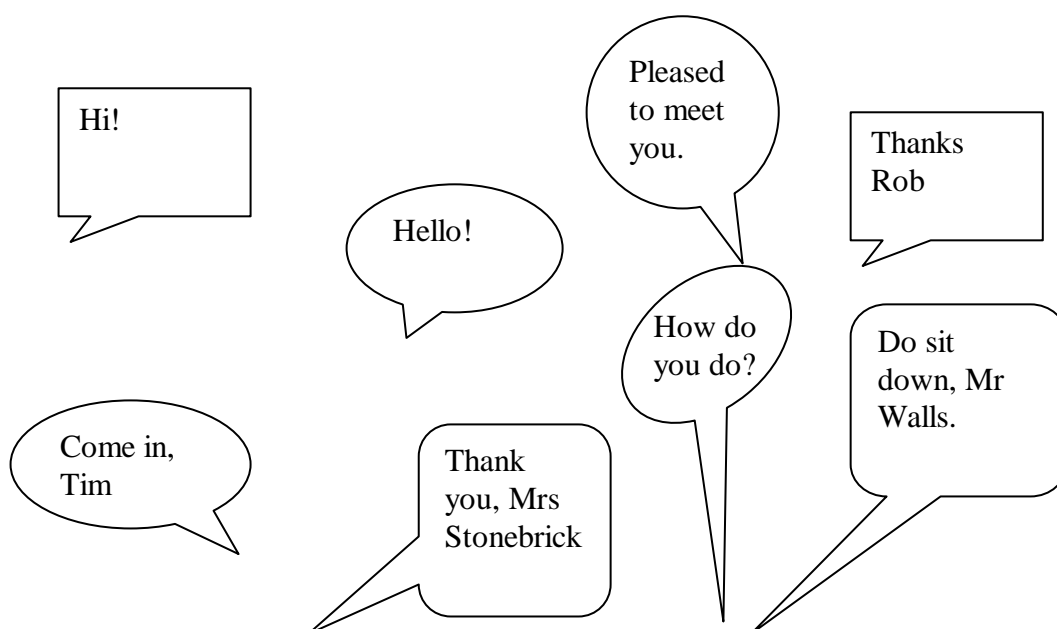 Hi!
Hello!
Pleased
to meet
you.
Thanks
Rob
Come in,
Tim
Thank
you, Mrs
Stonebrick
How do
you do?
Do sit
down, Mr
Walls.